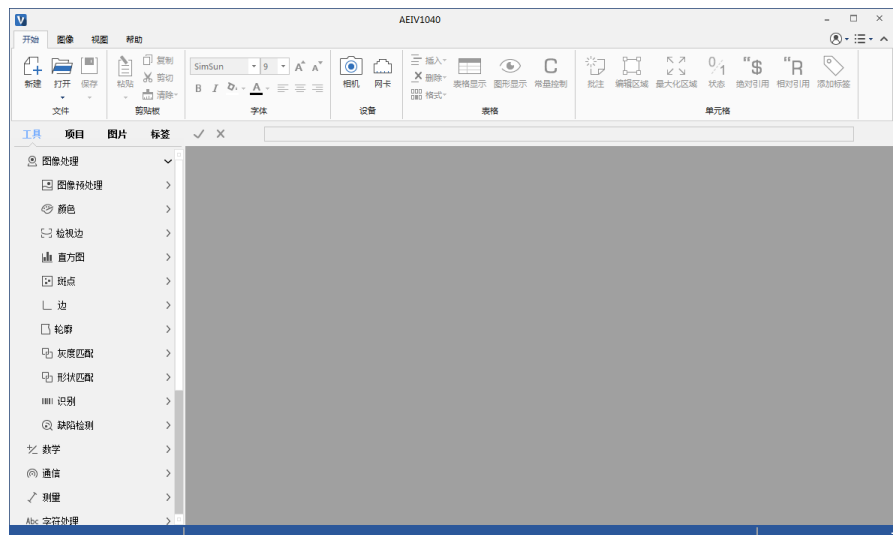 V
AEIV1040
开始 图像 视图 帮助
新建 打开 保存
文件
粘贴 复制 剪切 清除
剪贴板
SimSun 9 A A
B I A
字体
相机 网卡
设备
插入 删除 格式
表格显示 图形显示 常量控制
表格
批注 编辑区域 最大化区域 状态 绝对引用 相对引用 添加标签
单元格
工具 项目 图片 标签
图像处理
图像预处理
颜色
检视边
直方图
斑点
边
轮廓
灰度匹配
形状匹配
识别
缺陷检测
数学
通信
测量
Abc 字符处理